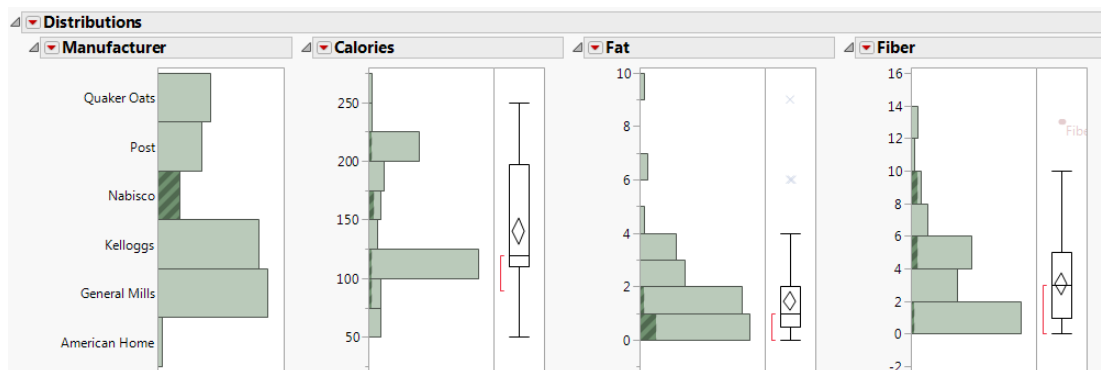 Distributions
Manufacturer
Quaker Oats
Post
Nabisco
Kelloggs
General Mills
American Home
Calories
250
200
150
100
50
Fat
10
8
6
4
2
0
Fiber
16
14
12
10
8
6
4
2
0
-2
Fibe